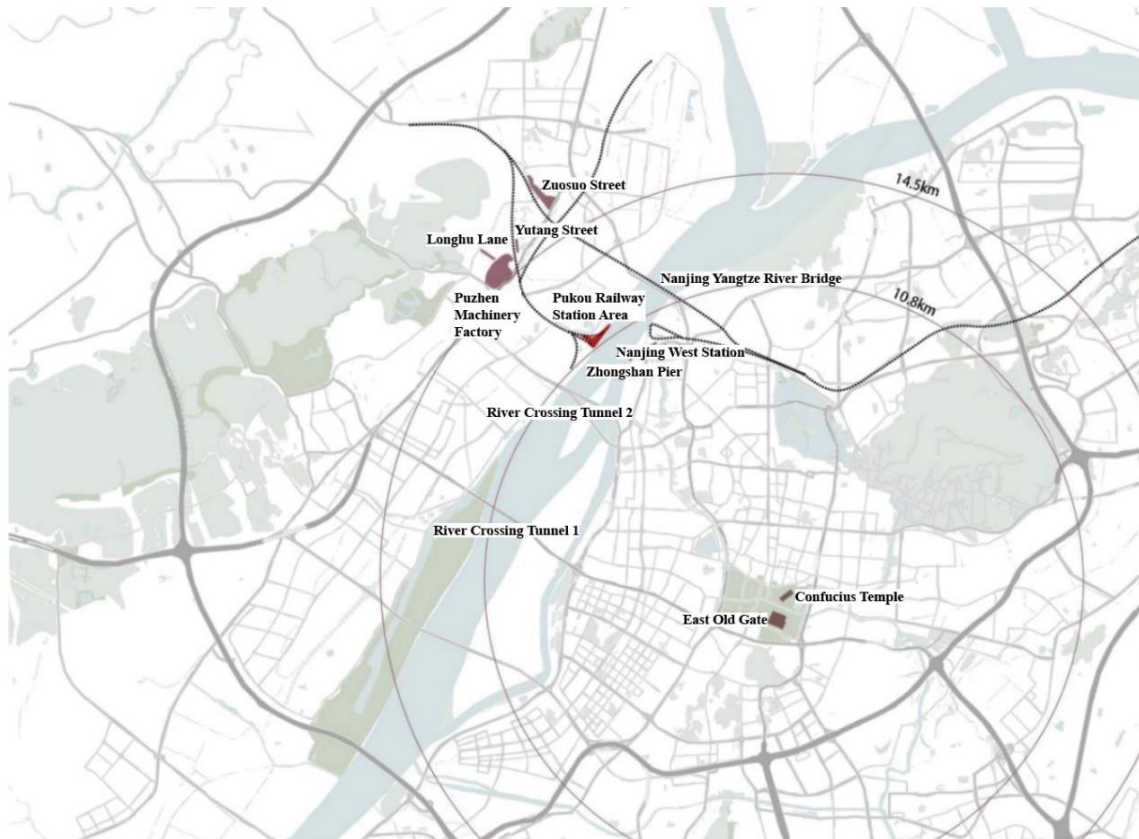 14.5km
Zuosuo Street
Yutang Street
Longhu Lane
Nanjing Yangtze River Bridge
10.8km
Puzhen
Machinery
Factory
Pukou Railway
Station Area
Nanjing West Station
Zhongshan Pier
River Crossing Tunnel 2
River Crossing Tunnel 1
Confucius Temple
East Old Gate